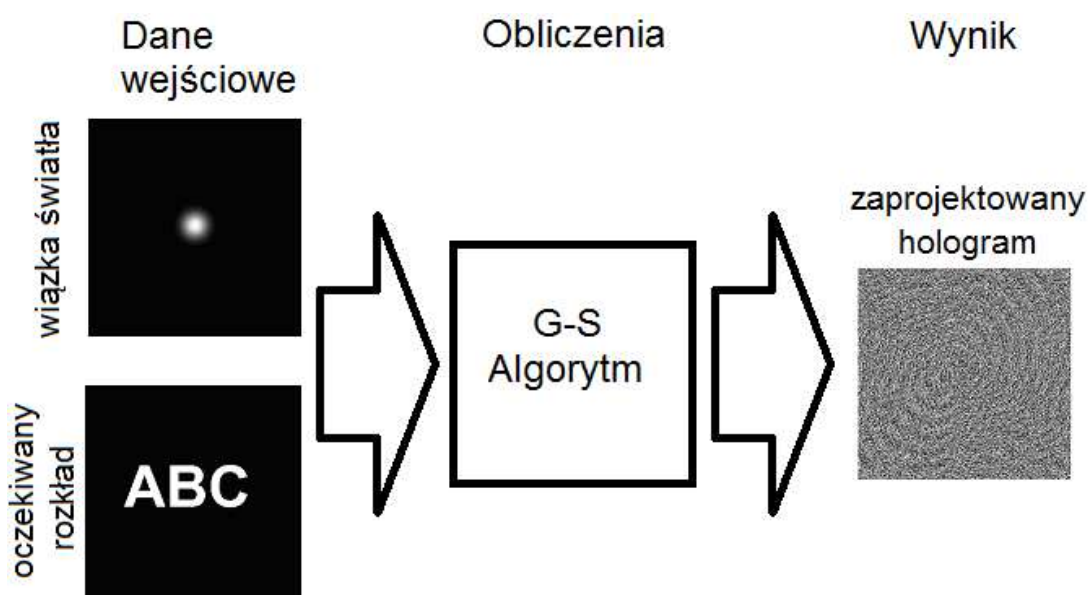 Dane
wejściowe
Obliczenia
Wynik
wiązka światła
oczekiwany
rozkład
ABC
G-S
Algorytm
zaprojektowany
hologram